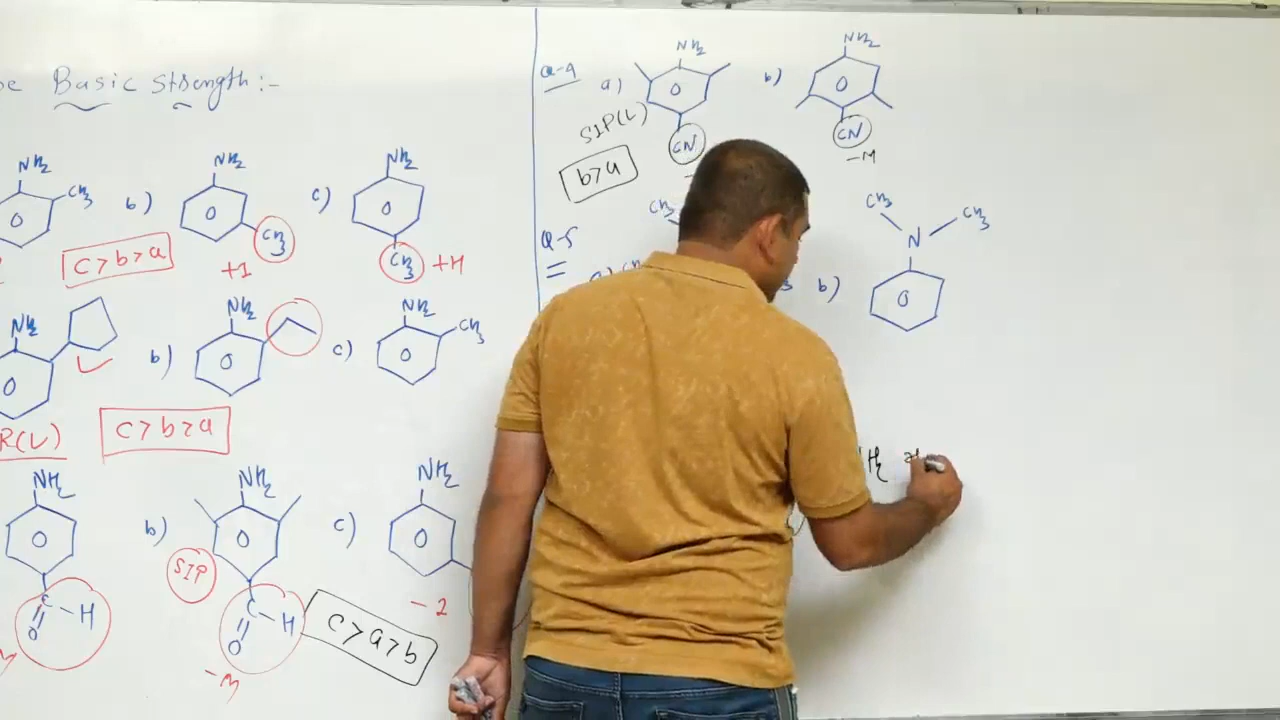 Basic Strength :-
NH2
CH3
b)
NH2
CH3
+I
c)
NH2
CH3
+H
c > b > a
NH2
b)
NH2
c)
NH2
CH3
R(L)
c > b > a
NH2
C - H
O
b)
NH2
SIP
C - H
O
-M
c)
NH2
c > a > b
Q-4
a)
NH2
CN
SIP(L)
b > a
b)
NH2
CN
-M
Q-5
a)
CH3
b)
CH3
CH3
N
H2